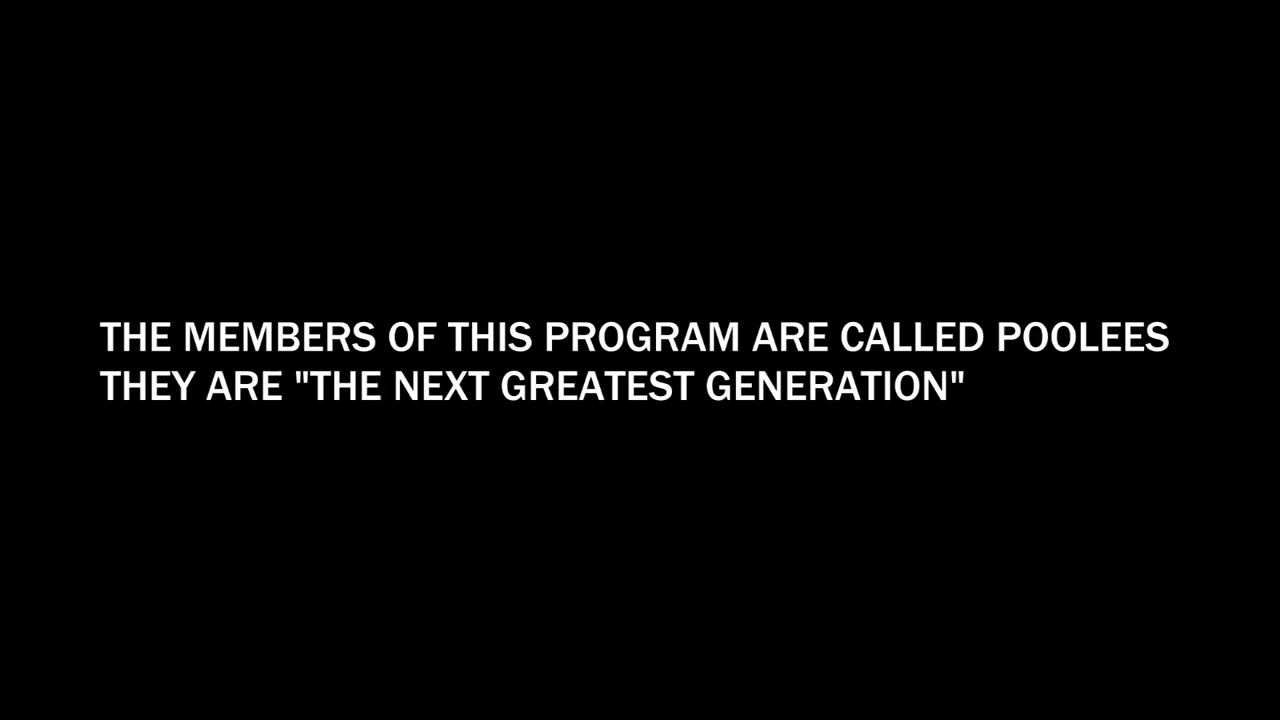 THE MEMBERS OF THIS PROGRAM ARE CALLED POOLEES
THEY ARE "THE NEXT GREATEST GENERATION"